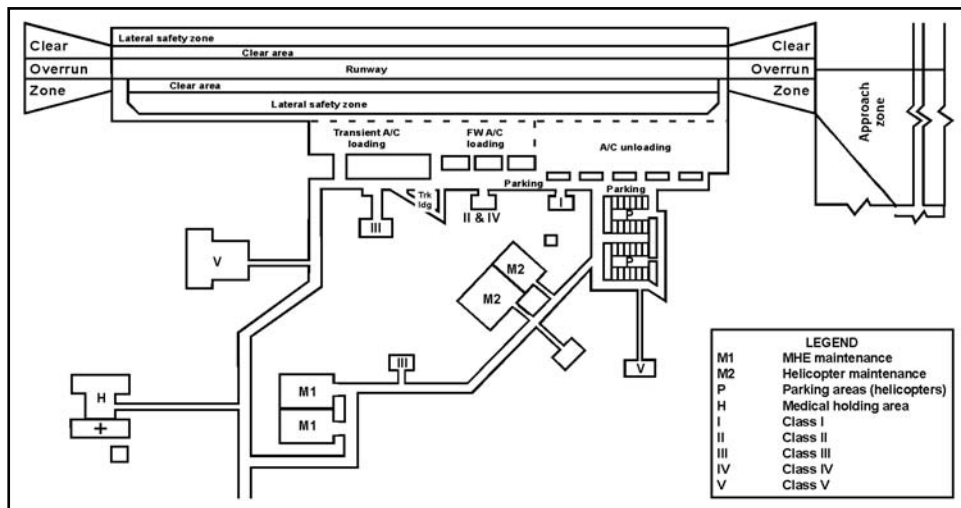 Lateral safety zone
Clear
Clear area
Clear
Overrun
Runway
Overrun
Zone
Clear area
Zone
Lateral safety zone
Approach
zone
Transient A/C
loading
FW A/C
loading
A/C unloading
Parking
Parking
Trk
ldg
II & IV
I
III
P
P
V
M2
M2
V
III
H
M1
M1
LEGEND
M1 MHE maintenance
M2 Helicopter maintenance
P Parking areas (helicopters)
H Medical holding area
I Class I
II Class II
III Class III
IV Class IV
V Class V